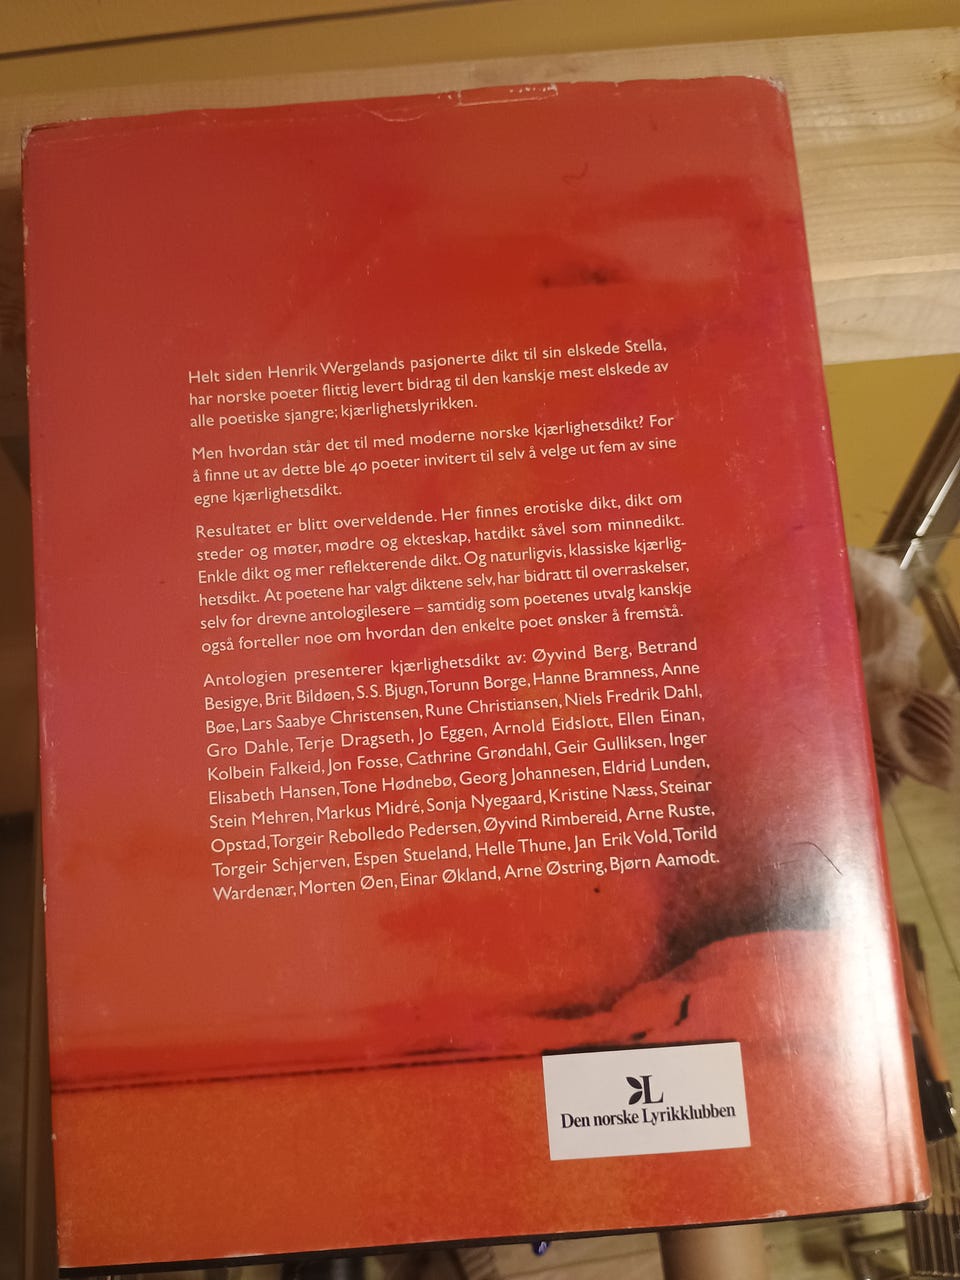 Helt siden Henrik Wergelands pasjonerte dikt til sin elskede Stella,
har norske poeter flittig levert bidrag til den kanskje mest elskede av
alle poetiske sjangre; kjærlighetslyrikken.
Men hvordan står det til med moderne norske kjærlighetsdikt? For
å finne ut av dette ble 40 poeter invitert til selv å velge ut fem av sine
egne kjærlighetsdikt.
Resultatet er blitt overveldende. Her finnes erotiske dikt, dikt om
steder og møter, mødre og ekteskap, hatdikt såvel som minnedikt.
Enkle dikt og mer reflekterende dikt. Og naturligvis, klassiske kjærlig-
hetsdikt. At poetene har valgt diktene selv, har bidratt til overraskelser,
selv for drevne antologilesere – samtidig som poetenes utvalg kanskje
også forteller noe om hvordan den enkelte poet ønsker å fremstå.
Antologien presenterer kjærlighetsdikt av: Øyvind Berg, Betrand
Besigye, Brit Bildøen, S.S. Bjugn, Torunn Borge, Hanne Bramness, Anne
Bøe, Lars Saabye Christensen, Rune Christiansen, Niels Fredrik Dahl,
Gro Dahle, Terje Dragseth, Jo Eggen, Arnold Eidslott, Ellen Einan,
Kolbein Falkeid, Jon Fosse, Cathrine Grøndahl, Geir Gulliksen, Inger
Elisabeth Hansen, Tone Hødnebø, Georg Johannesen, Eldrid Lunden,
Stein Mehren, Markus Midré, Sonja Nyegaard, Kristine Næss, Steinar
Opstad, Torgeir Rebolledo Pedersen, Øyvind Rimbereid, Arne Ruste,
Torgeir Schjerven, Espen Stueland, Helle Thune, Jan Erik Vold, Torild
Wardenær, Morten Øen, Einar Økland, Arne Østring, Bjørn Aamodt.
L
Den norske Lyrikklubben